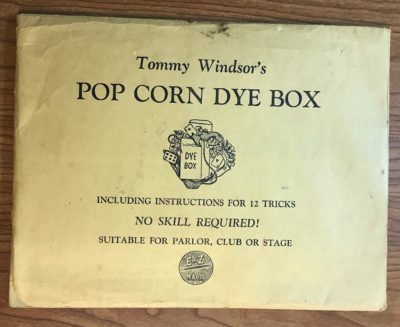 Tommy Windsor's
POP CORN DYE BOX
WINDSOR
DYE
BOX
INCLUDING INSTRUCTIONS FOR 12 TRICKS
NO SKILL REQUIRED!
SUITABLE FOR PARLOR, CLUB OR STAGE
E-Z
MAGIC